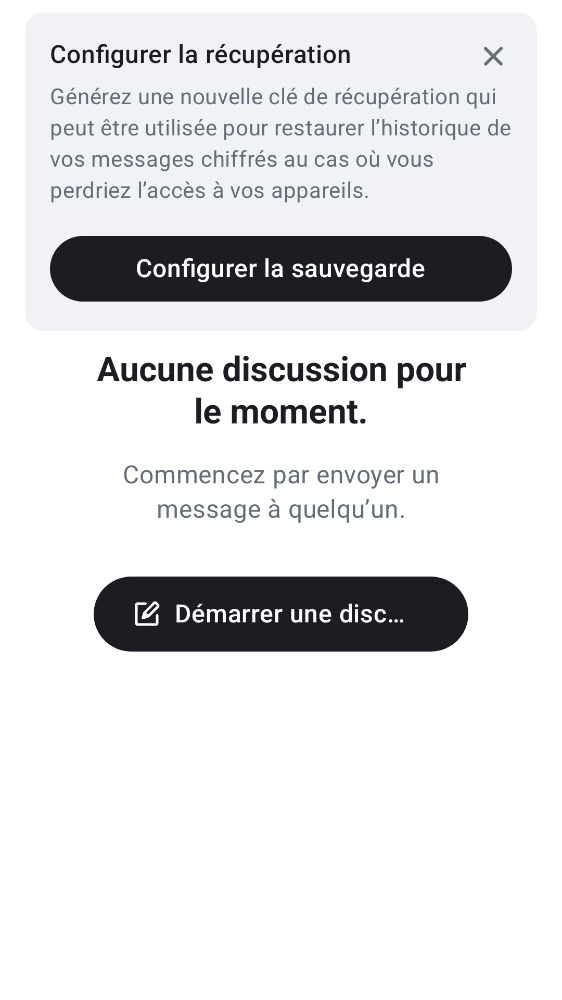 Configurer la récupération
Générez une nouvelle clé de récupération qui
peut être utilisée pour restaurer l’historique de
vos messages chiffrés au cas où vous
perdriez l’accès à vos appareils.
Configurer la sauvegarde
Aucune discussion pour
le moment.
Commencez par envoyer un
message à quelqu’un.
Démarrer une disc…